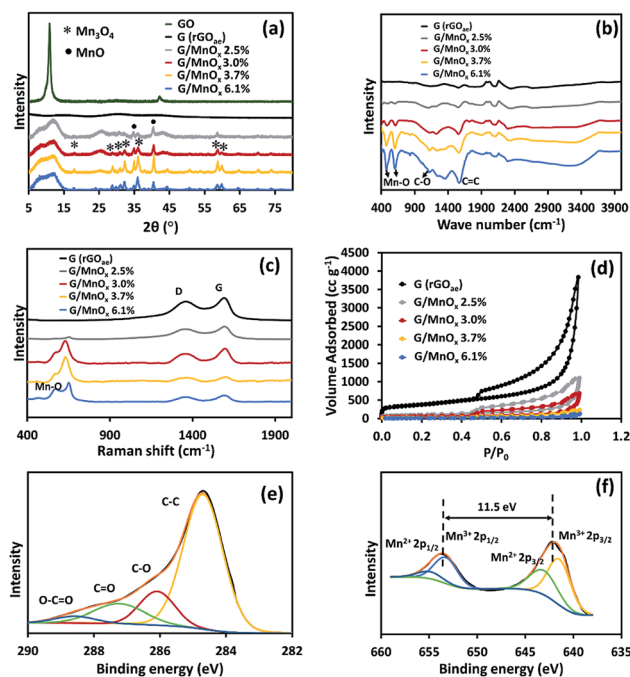 (a)
* Mn₃O₄
• MnO
GO
G (rGOₐₑ)
G/MnOₓ 2.5%
G/MnOₓ 3.0%
G/MnOₓ 3.7%
G/MnOₓ 6.1%
Intensity
5 15 25 35 45 55 65 75
2θ (°)
(b)
G (rGOₐₑ)
G/MnOₓ 2.5%
G/MnOₓ 3.0%
G/MnOₓ 3.7%
G/MnOₓ 6.1%
Intensity
Mn-O C-O C=C
400 900 1400 1900 2400 2900 3400 3900
Wave number (cm⁻¹)
(c)
G (rGOₐₑ)
G/MnOₓ 2.5%
G/MnOₓ 3.0%
G/MnOₓ 3.7%
G/MnOₓ 6.1%
D G
Mn-O
Intensity
400 900 1400 1900
Raman shift (cm⁻¹)
(d)
G (rGOₐₑ)
G/MnOₓ 2.5%
G/MnOₓ 3.0%
G/MnOₓ 3.7%
G/MnOₓ 6.1%
Volume Adsorbed (cc g⁻¹)
5000
4500
4000
3500
3000
2500
2000
1500
1000
500
0
0.0 0.2 0.4 0.6 0.8 1.0 1.2
P/P₀
(e)
C-C
C-O
C=O
O-C=O
Intensity
290 288 286 284 282
Binding energy (eV)
(f)
11.5 eV
Mn²⁺2p₁/₂
Mn³⁺2p₁/₂
Mn²⁺2p₃/₂
Mn³⁺2p₃/₂
Intensity
660 655 650 645 640 635
Binding energy (eV)